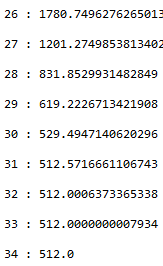 26 : 1780.7496276265013
27 : 1201.2749853813402
28 : 831.8529931482849
29 : 619.2226713421908
30 : 529.4947140620296
31 : 512.5716661106743
32 : 512.0006373365338
33 : 512.0000000007934
34 : 512.0